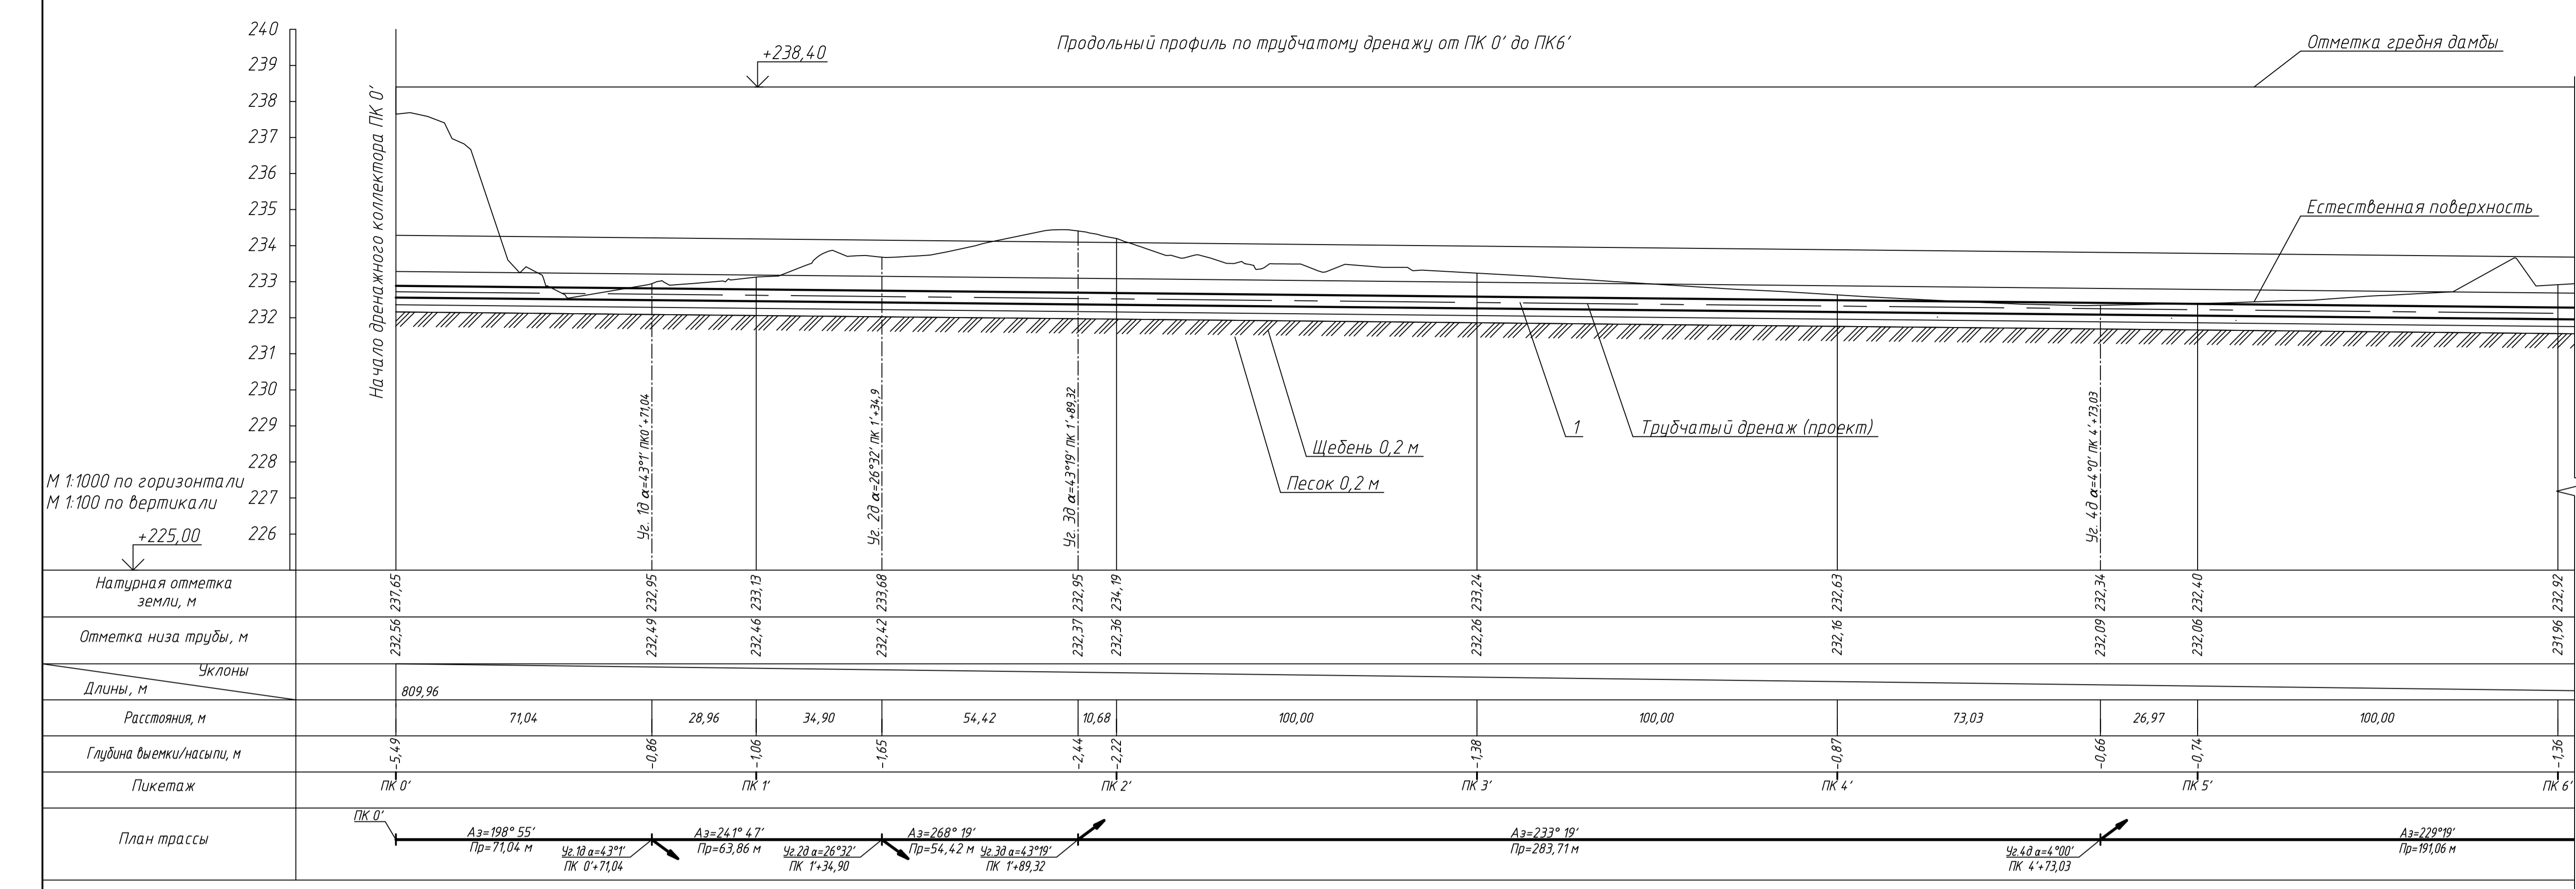 Продольный профиль по трубчатому дренажу от ПК 0' до ПК6'
240
239
238
237
236
235
234
233
232
231
230
229
228
227
226
+238,40
Отметка гребня дамбы
Начало дренажного коллектора ПК 0'
Естественная поверхность
Уг. 1д α=43°1' ПК0'+71,04
Уг. 2д α=26°32' ПК 1'+34,9
Уг. 3д α=43°19' ПК 1'+89,32
Уг. 4д α=4°0' ПК 4'+73,03
1
Трубчатый дренаж (проект)
Щебень 0,2 м
Песок 0,2 м
М 1:1000 по горизонтали
М 1:100 по вертикали
+225,00
Натурная отметка
земли, м
237,65 232,95 233,13 233,68 232,95 234,19 233,24 232,63 232,34 232,40 232,92
Отметка низа трубы, м
232,56 232,49 232,46 232,42 232,37 232,36 232,26 232,16 232,09 232,06 231,96
Уклоны
Длины, м
809,96
Расстояния, м
71,04 28,96 34,90 54,42 10,68 100,00 100,00 73,03 26,97 100,00
Глубина выемки/насыпи, м
-5,49 -0,86 -1,06 -1,65 -2,44 -2,22 -1,38 -0,87 -0,66 -0,74 -1,36
Пикетаж
ПК 0' ПК 1' ПК 2' ПК 3' ПК 4' ПК 5' ПК 6'
План трассы
ПК 0'
Аз=198° 55'
Пр=71,04 м
Уг.1д α=43°1'
ПК 0'+71,04
Аз=241° 47'
Пр=63,86 м
Уг.2д α=26°32'
ПК 1'+34,90
Аз=268° 19'
Пр=54,42 м
Уг.3д α=43°19'
ПК 1'+89,32
Аз=233° 19'
Пр=283,71 м
Уг.4д α=4°00'
ПК 4'+73,03
Аз=229°19'
Пр=191,06 м